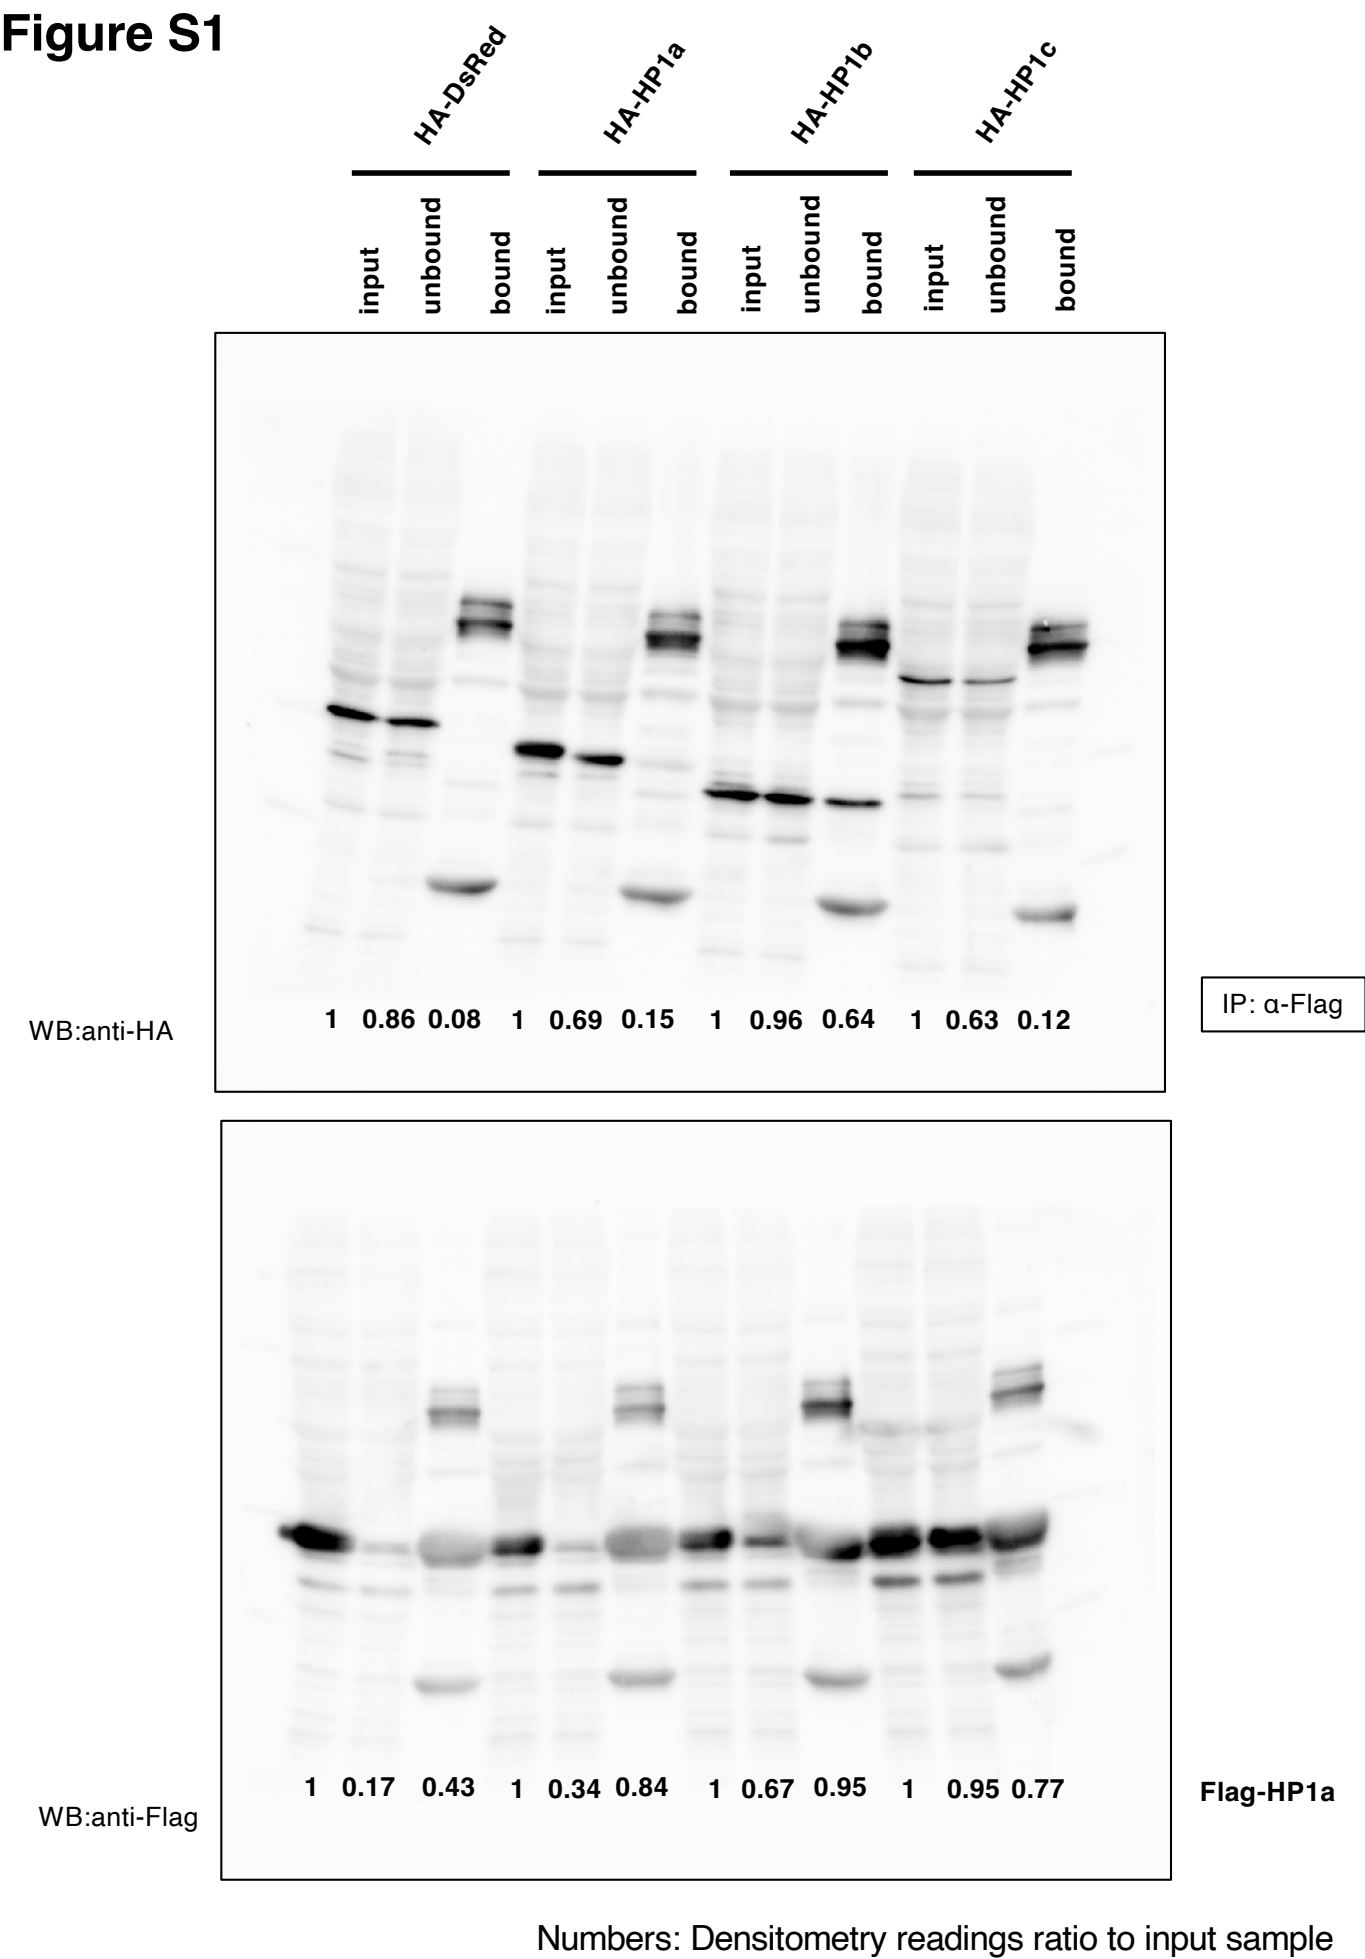 Figure S1
HA-DsRed HA-HP1a HA-HP1b HA-HP1c
input unbound bound input unbound bound input unbound bound input unbound bound
1 0.86 0.08 1 0.69 0.15 1 0.96 0.64 1 0.63 0.12
WB:anti-HA
IP: α-Flag
1 0.17 0.43 1 0.34 0.84 1 0.67 0.95 1 0.95 0.77
WB:anti-Flag
Flag-HP1a
Numbers: Densitometry readings ratio to input sample